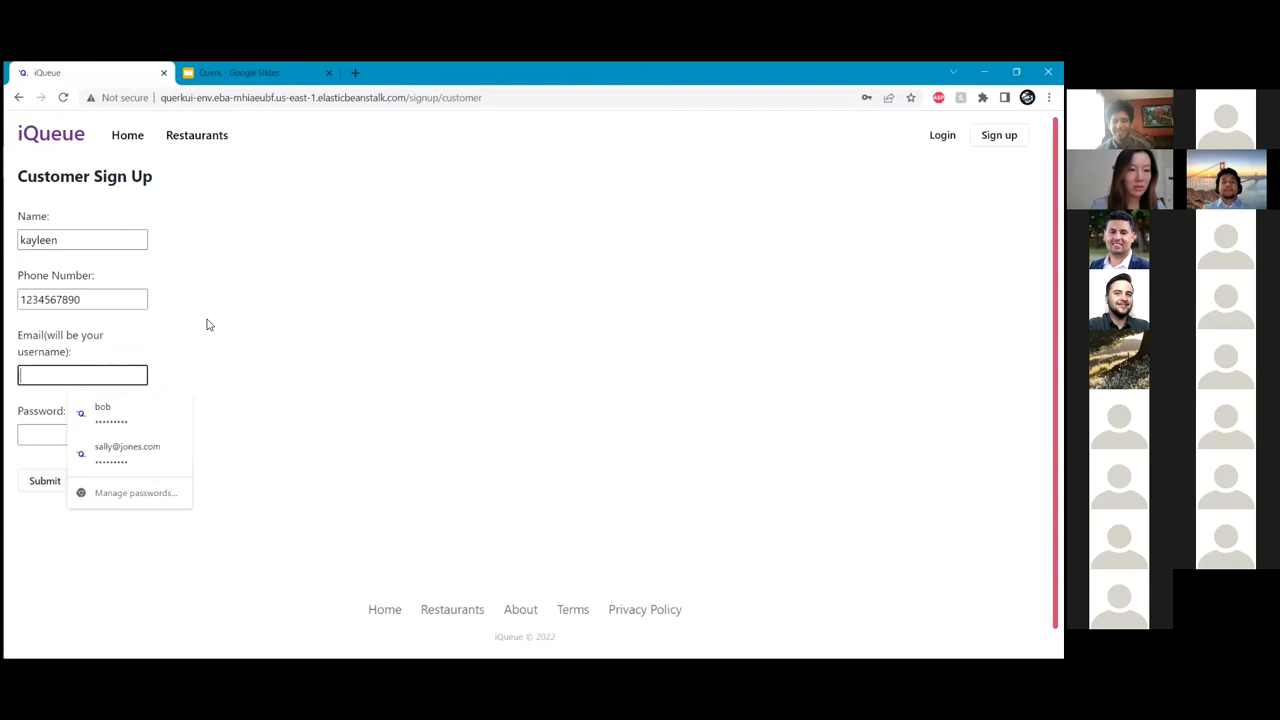 iQueue
Querk - Google Slides
Not secure
querkui-env.eba-mhiaeubf.us-east-1.elasticbeanstalk.com/signup/customer
ABP
iQueue
Home
Restaurants
Login
Sign up
Customer Sign Up
Name:
kayleen
Phone Number:
1234567890
Email(will be your
username):
bob
•••••••••
Password:
sally@jones.com
•••••••••
Submit
Manage passwords...
Home
Restaurants
About
Terms
Privacy Policy
iQueue © 2022